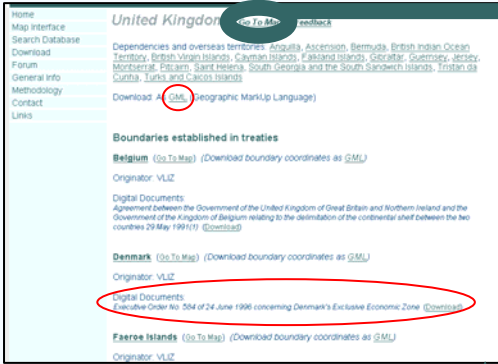 Home
Map Interface
Search Database
Download
Forum
General Info
Methodology
Contact
Links
United Kingdom Go To Map Feedback
Dependencies and overseas territories: Anguilla, Ascension, Bermuda, British Indian Ocean
Territory, British Virgin Islands, Cayman Islands, Falkland Islands, Gibraltar, Guernsey, Jersey,
Montserrat, Pitcairn, Saint Helena, South Georgia and the South Sandwich Islands, Tristan da
Cunha, Turks and Caicos Islands
Download: As GML (Geographic MarkUp Language)
Boundaries established in treaties
Belgium (Go To Map) (Download boundary coordinates as GML)
Originator: VLIZ
Digital Documents:
Agreement between the Government of the United Kingdom of Great Britain and Northern Ireland and the
Government of the Kingdom of Belgium relating to the delimitation of the continental shelf between the two
countries 29 May 1991(1) (Download)
Denmark (Go To Map) (Download boundary coordinates as GML)
Originator: VLIZ
Digital Documents:
Executive Order No. 584 of 24 June 1996 concerning Denmark's Exclusive Economic Zone (Download)
Faeroe Islands (Go To Map) (Download boundary coordinates as GML)
Originator: VLIZ